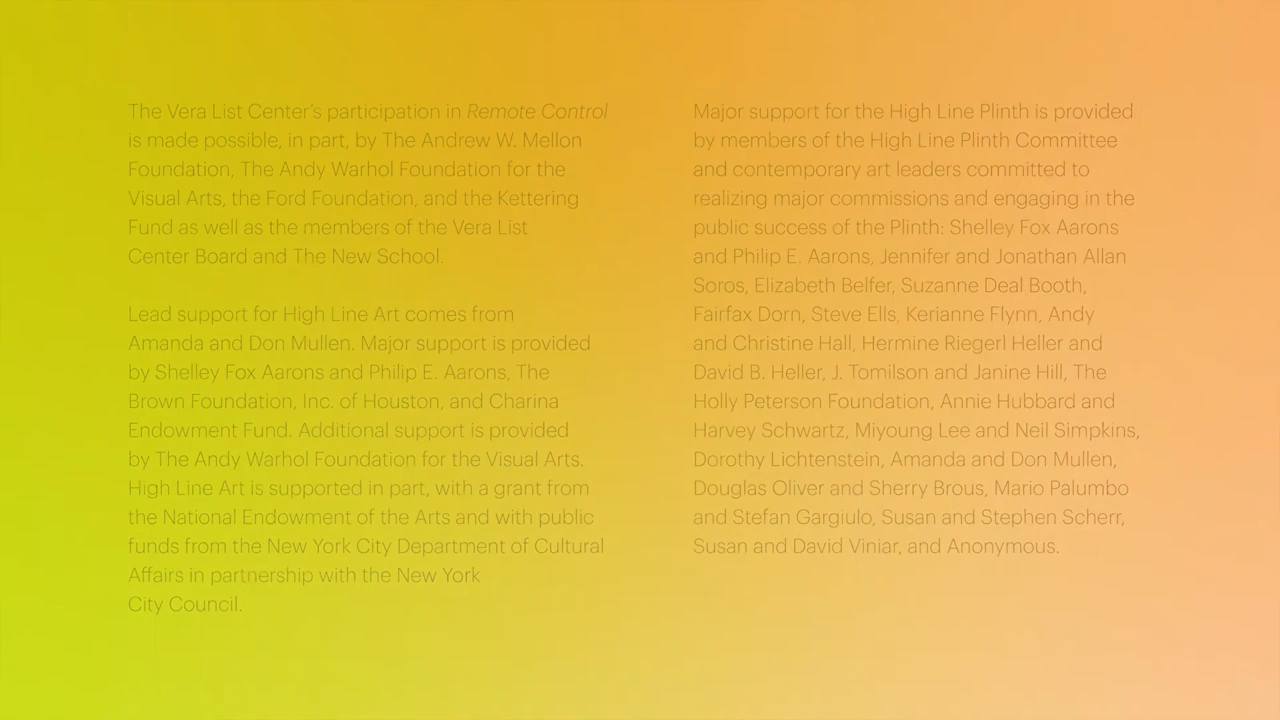 The Vera List Center's participation in Remote Control
is made possible, in part, by The Andrew W. Mellon
Foundation, The Andy Warhol Foundation for the
Visual Arts, the Ford Foundation, and the Kettering
Fund as well as the members of the Vera List
Center Board and The New School.
Lead support for High Line Art comes from
Amanda and Don Mullen. Major support is provided
by Shelley Fox Aarons and Philip E. Aarons, The
Brown Foundation, Inc. of Houston, and Charina
Endowment Fund. Additional support is provided
by The Andy Warhol Foundation for the Visual Arts.
High Line Art is supported in part, with a grant from
the National Endowment of the Arts and with public
funds from the New York City Department of Cultural
Affairs in partnership with the New York
City Council.
Major support for the High Line Plinth is provided
by members of the High Line Plinth Committee
and contemporary art leaders committed to
realizing major commissions and engaging in the
public success of the Plinth: Shelley Fox Aarons
and Philip E. Aarons, Jennifer and Jonathan Allan
Soros, Elizabeth Belfer, Suzanne Deal Booth,
Fairfax Dorn, Steve Ells, Kerianne Flynn, Andy
and Christine Hall, Hermine Riegerl Heller and
David B. Heller, J. Tomilson and Janine Hill, The
Holly Peterson Foundation, Annie Hubbard and
Harvey Schwartz, Miyoung Lee and Neil Simpkins,
Dorothy Lichtenstein, Amanda and Don Mullen,
Douglas Oliver and Sherry Brous, Mario Palumbo
and Stefan Gargiulo, Susan and Stephen Scherr,
Susan and David Viniar, and Anonymous.